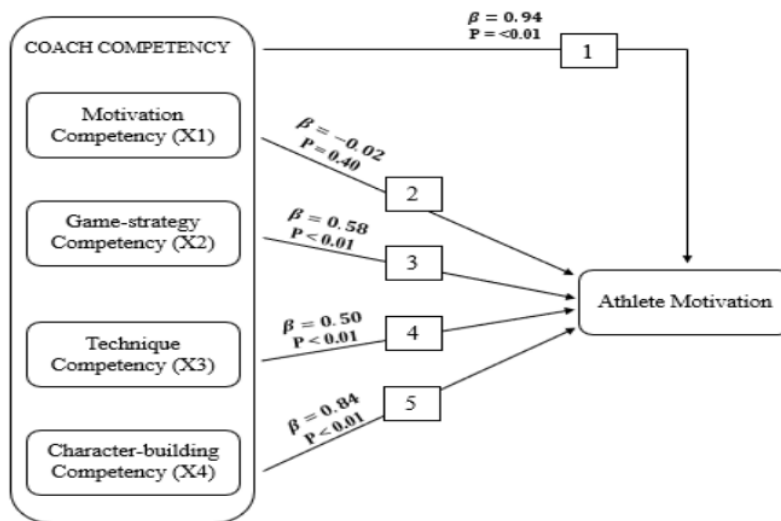 β = 0.94
P = <0.01
1
COACH COMPETENCY
Motivation
Competency (X1)
β = −0.02
P = 0.40
2
Game-strategy
Competency (X2)
β = 0.58
P < 0.01
3
Athlete Motivation
Technique
Competency (X3)
β = 0.50
P < 0.01
4
Character-building
Competency (X4)
β = 0.84
P < 0.01
5